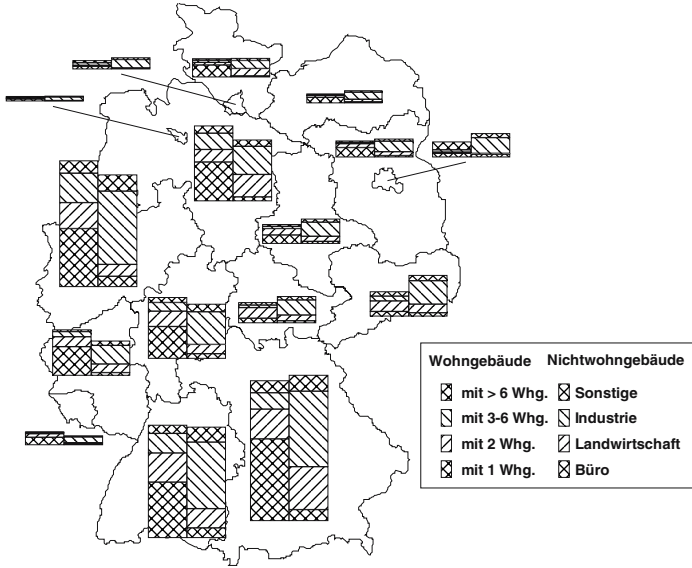 Wohngebäude Nichtwohngebäude
mit > 6 Whg. Sonstige
mit 3-6 Whg. Industrie
mit 2 Whg. Landwirtschaft
mit 1 Whg. Büro